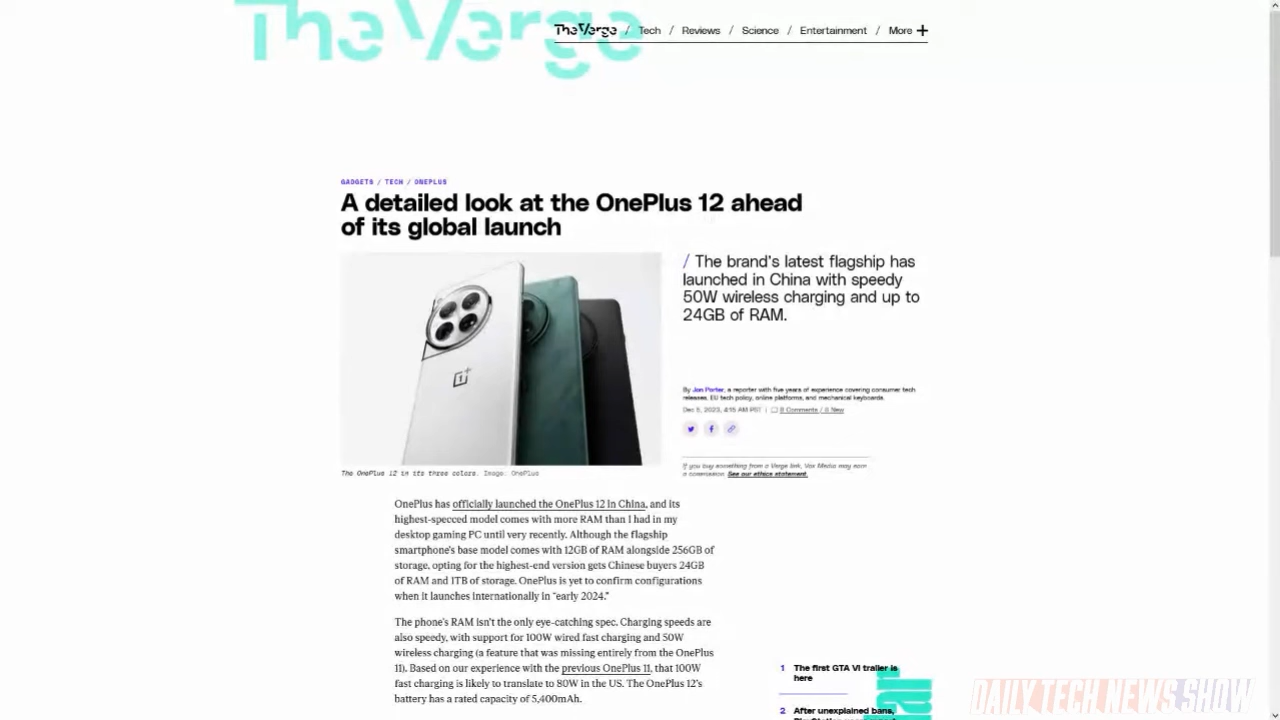 The Verge
The Verge / Tech / Reviews / Science / Entertainment / More +
GADGETS / TECH / ONEPLUS
A detailed look at the OnePlus 12 ahead
of its global launch
/ The brand's latest flagship has
launched in China with speedy
50W wireless charging and up to
24GB of RAM.
By Jon Porter, a reporter with five years of experience covering consumer tech
releases, EU tech policy, online platforms, and mechanical keyboards.
Dec 5, 2023, 4:15 AM PST | 0 Comments / 0 New
The OnePlus 12 in its three colors. Image: OnePlus
If you buy something from a Verge link, Vox Media may earn
a commission. See our ethics statement.
OnePlus has officially launched the OnePlus 12 in China, and its
highest-specced model comes with more RAM than I had in my
desktop gaming PC until very recently. Although the flagship
smartphone's base model comes with 12GB of RAM alongside 256GB of
storage, opting for the highest-end version gets Chinese buyers 24GB
of RAM and 1TB of storage. OnePlus is yet to confirm configurations
when it launches internationally in "early 2024."
The phone's RAM isn't the only eye-catching spec. Charging speeds are
also speedy, with support for 100W wired fast charging and 50W
wireless charging (a feature that was missing entirely from the OnePlus
11). Based on our experience with the previous OnePlus 11, that 100W
fast charging is likely to translate to 80W in the US. The OnePlus 12's
battery has a rated capacity of 5,400mAh.
1 The first GTA VI trailer is
here
2 After unexplained bans,
DAILY TECH NEWS SHOW